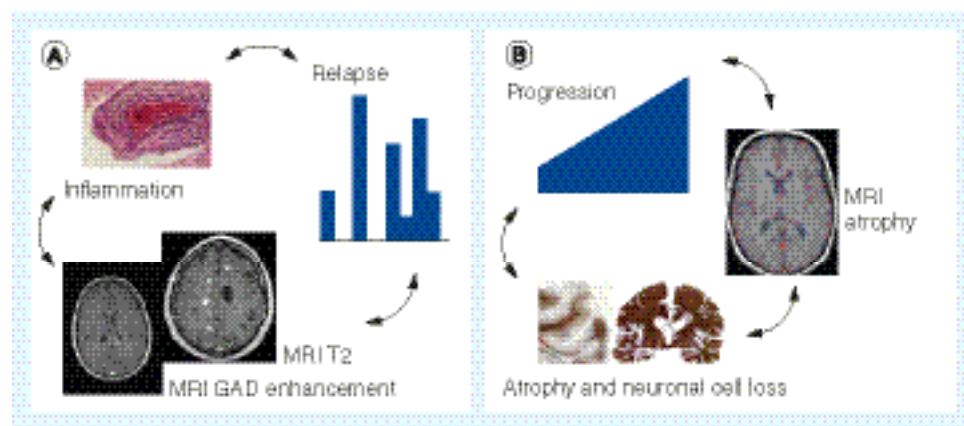 A
Relapse
Inflammation
MRI T2
MRI GAD enhancement
B
Progression
MRI
atrophy
Atrophy and neuronal cell loss